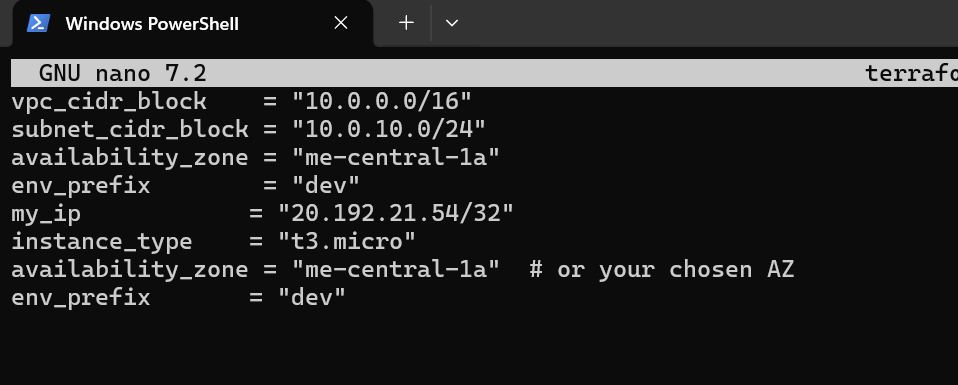 Windows PowerShell
GNU nano 7.2 terrafo
vpc_cidr_block    = "10.0.0.0/16"
subnet_cidr_block = "10.0.10.0/24"
availability_zone = "me-central-1a"
env_prefix        = "dev"
my_ip            = "20.192.21.54/32"
instance_type    = "t3.micro"
availability_zone = "me-central-1a"  # or your chosen AZ
env_prefix       = "dev"